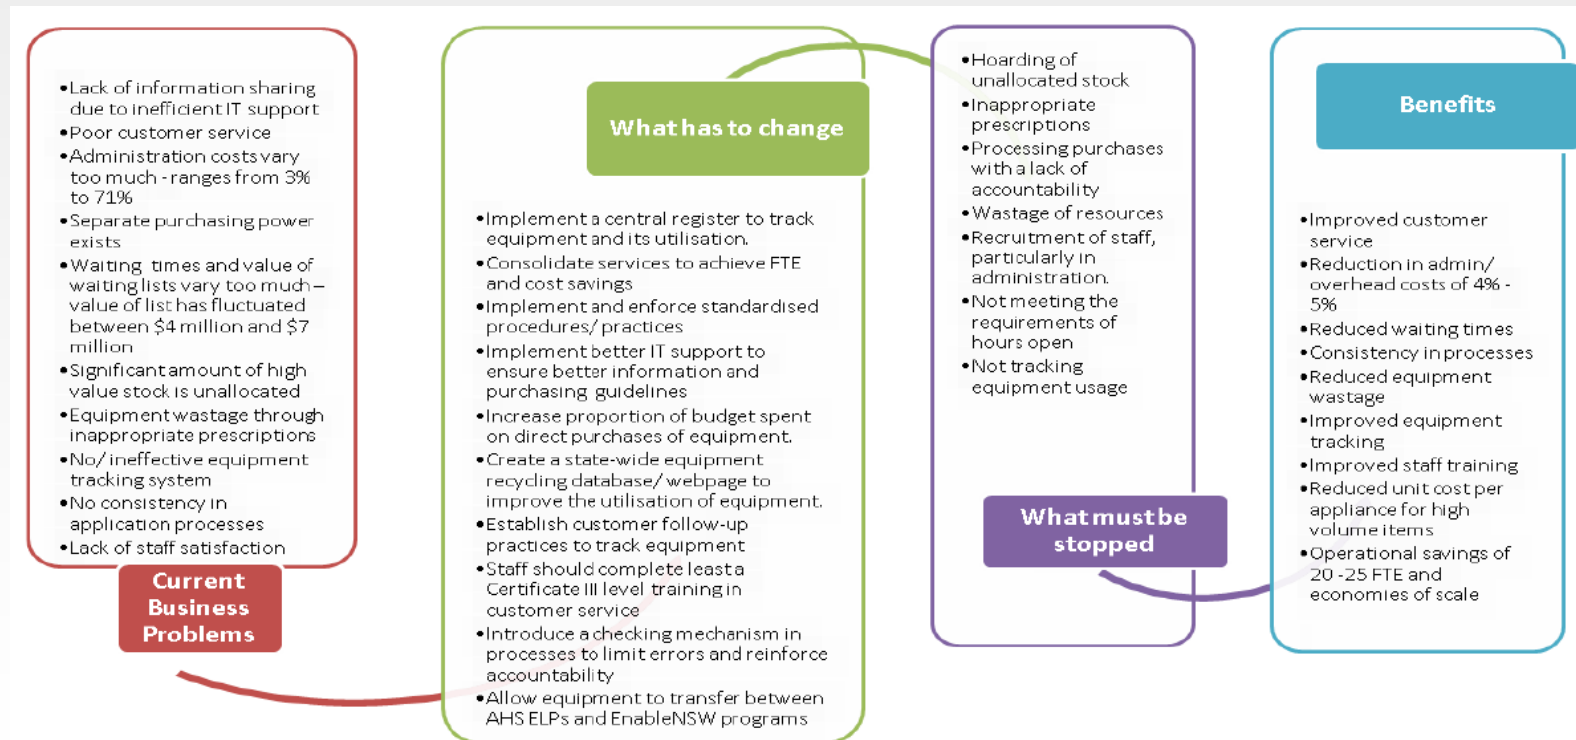 •Lack of information sharing
due to inefficient IT support
•Poor customer service
•Administration costs vary
too much - ranges from 3%
to 71%
•Separate purchasing power
exists
•Waiting times and value of
waiting lists vary too much –
value of list has fluctuated
between $4 million and $7
million
•Significant amount of high
value stock is unallocated
•Equipment wastage through
inappropriate prescriptions
•No/ ineffective equipment
tracking system
•No consistency in
application processes
•Lack of staff satisfaction
Current
Business
Problems
What has to change
•Implement a central register to track
equipment and its utilisation.
•Consolidate services to achieve FTE
and cost savings
•Implement and enforce standardised
procedures/ practices
•Implement better IT support to
ensure better information and
purchasing guidelines
•Increase proportion of budget spent
on direct purchases of equipment.
•Create a state-wide equipment
recycling database/ webpage to
improve the utilisation of equipment.
•Establish customer follow-up
practices to track equipment
•Staff should complete least a
Certificate III level training in
customer service
•Introduce a checking mechanism in
processes to limit errors and reinforce
accountability
•Allow equipment to transfer between
AHS ELPs and EnableNSW programs
•Hoarding of
unallocated stock
•Inappropriate
prescriptions
•Processing purchases
with a lack of
accountability
•Wastage of resources
•Recruitment of staff,
particularly in
administration.
•Not meeting the
requirements of
hours open
•Not tracking
equipment usage
What must be
stopped
Benefits
•Improved customer
service
•Reduction in admin/
overhead costs of 4% -
5%
•Reduced waiting times
•Consistency in processes
•Reduced equipment
wastage
•Improved equipment
tracking
•Improved staff training
•Reduced unit cost per
appliance for high
volume items
•Operational savings of
20 -25 FTE and
economies of scale